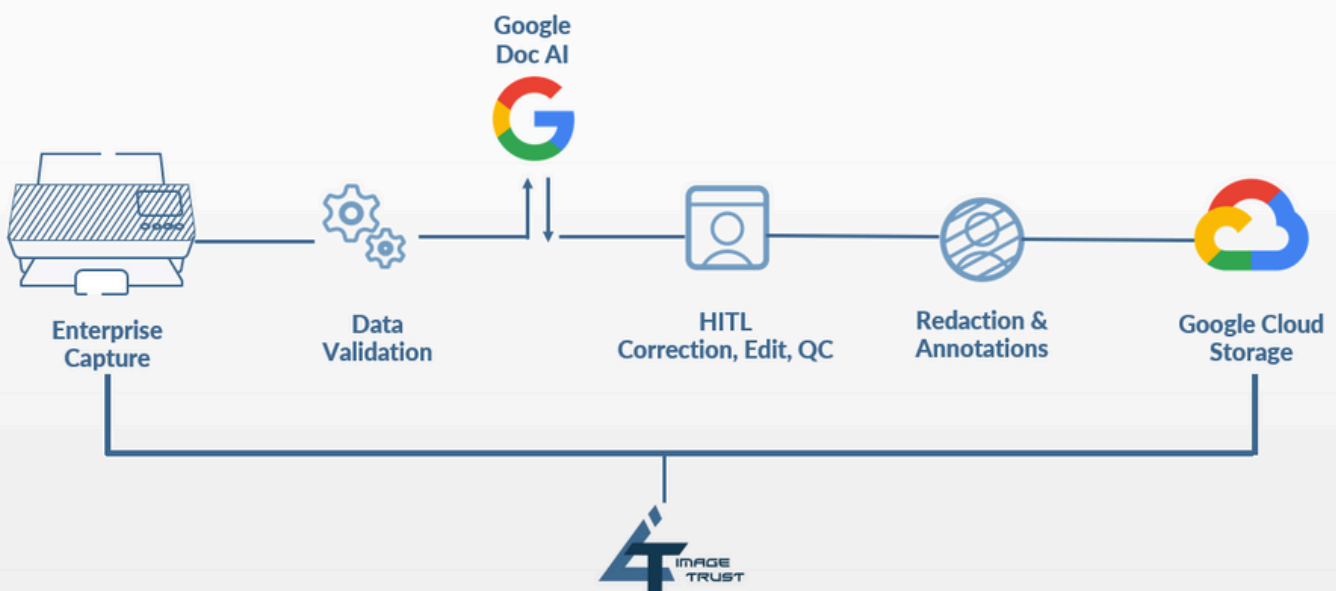 Google
Doc AI
Enterprise
Capture
Data
Validation
HITL
Correction, Edit, QC
Redaction &
Annotations
Google Cloud
Storage
IMAGE
TRUST